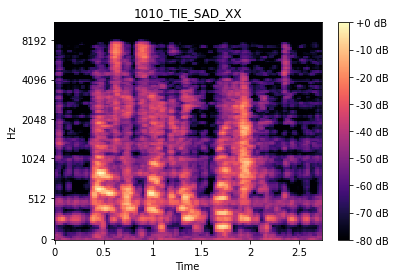 1010_TIE_SAD_XX
Hz
8192
4096
2048
1024
512
0
0
0.5
1
1.5
2
2.5
Time
+0 dB
-10 dB
-20 dB
-30 dB
-40 dB
-50 dB
-60 dB
-70 dB
-80 dB